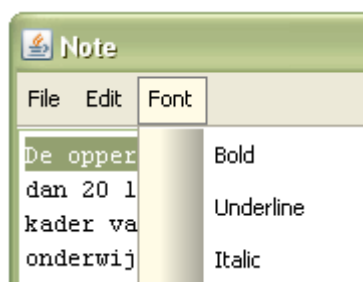 Note
File Edit Font
De opper
dan 20 l
kader va
onderwij
Bold
Underline
Italic